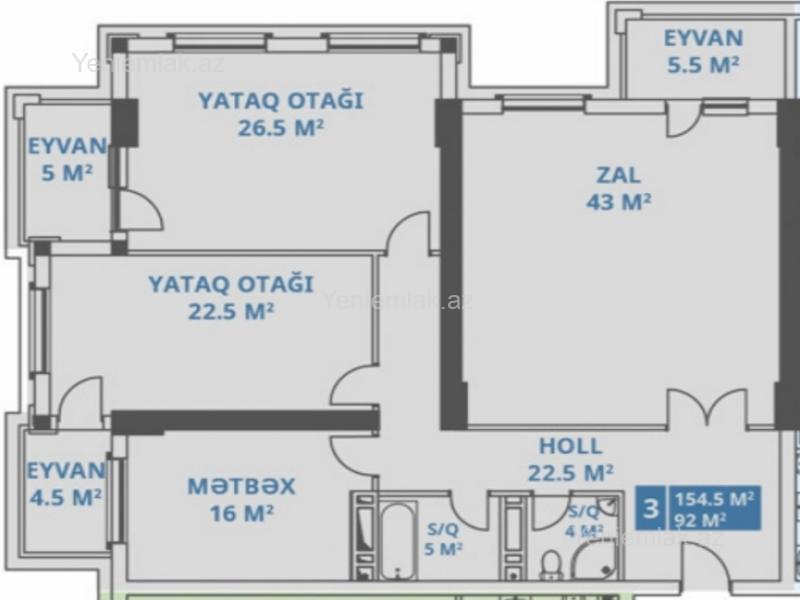 EYVAN
5.5 M²
Yeniemlak.az
YATAQ OTAĞI
26.5 M²
EYVAN
5 M²
ZAL
43 M²
YATAQ OTAĞI
22.5 M²
Yeniemlak.az
HOLL
22.5 M²
EYVAN
4.5 M²
MƏTBƏX
16 M²
3
154.5 M²
92 M²
S/Q
4 M²
S/Q
5 M²
Yeniemlak.az